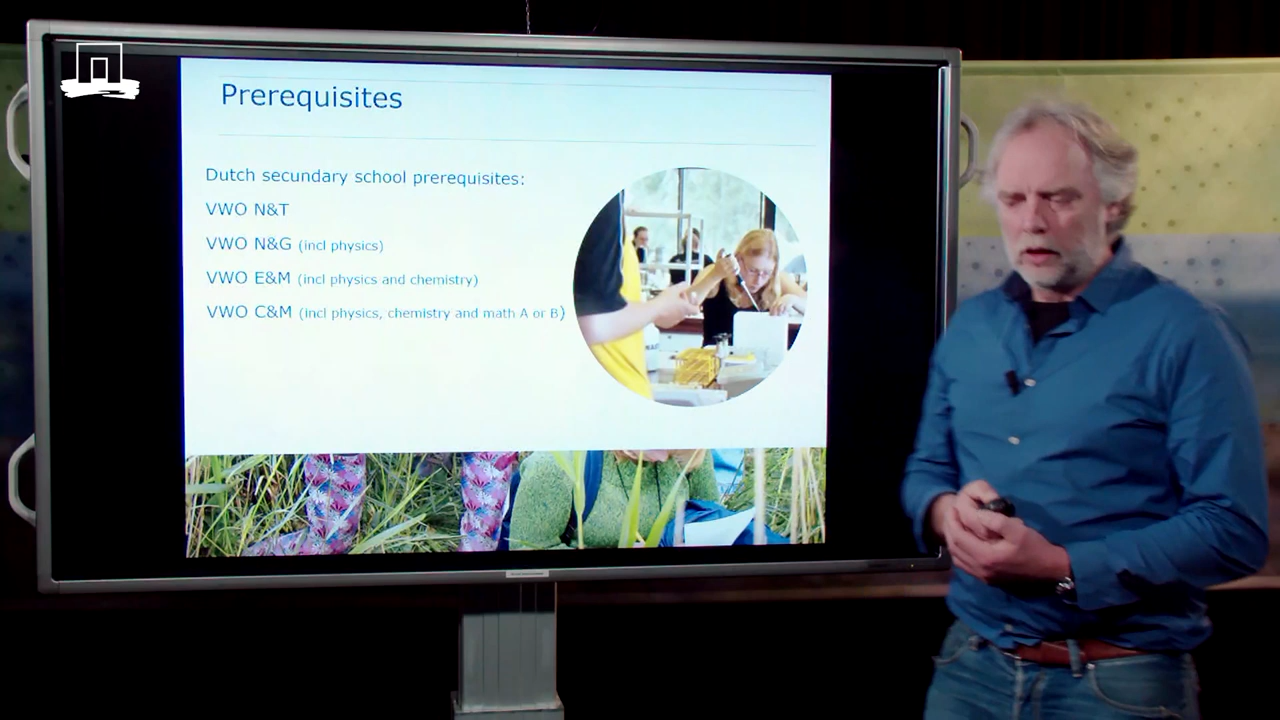 Prerequisites
Dutch secundary school prerequisites:
VWO N&T
VWO N&G (incl physics)
VWO E&M (incl physics and chemistry)
VWO C&M (incl physics, chemistry and math A or B)